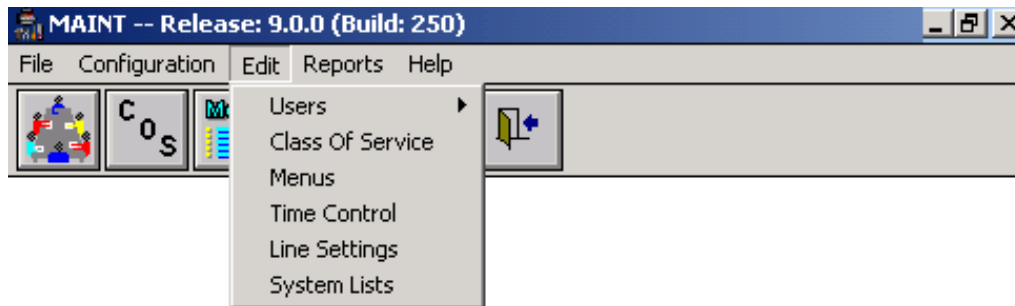 MAINT -- Release: 9.0.0 (Build: 250)
File Configuration Edit Reports Help
COS
Users
Class Of Service
Menus
Time Control
Line Settings
System Lists